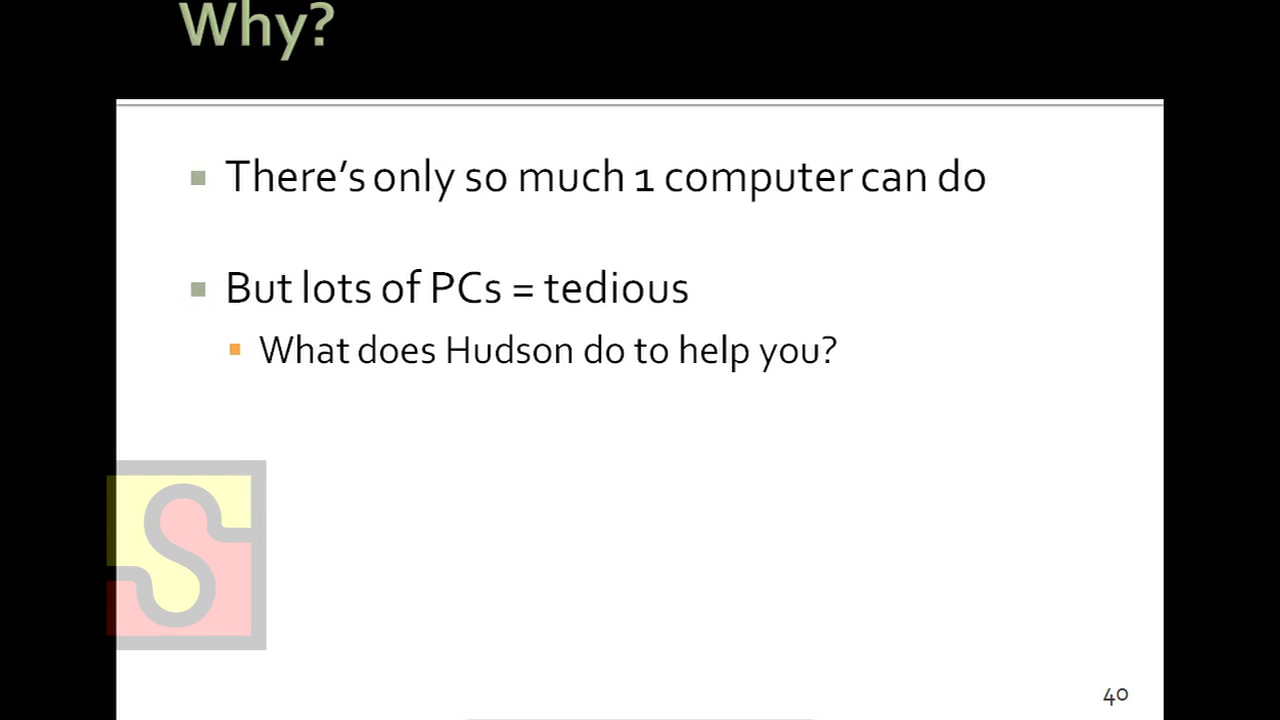 Why?
There's only so much 1 computer can do
But lots of PCs = tedious
What does Hudson do to help you?
S
40